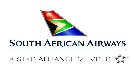 SOUTH AFRICAN AIRWAYS
A STAR ALLIANCE MEMBER